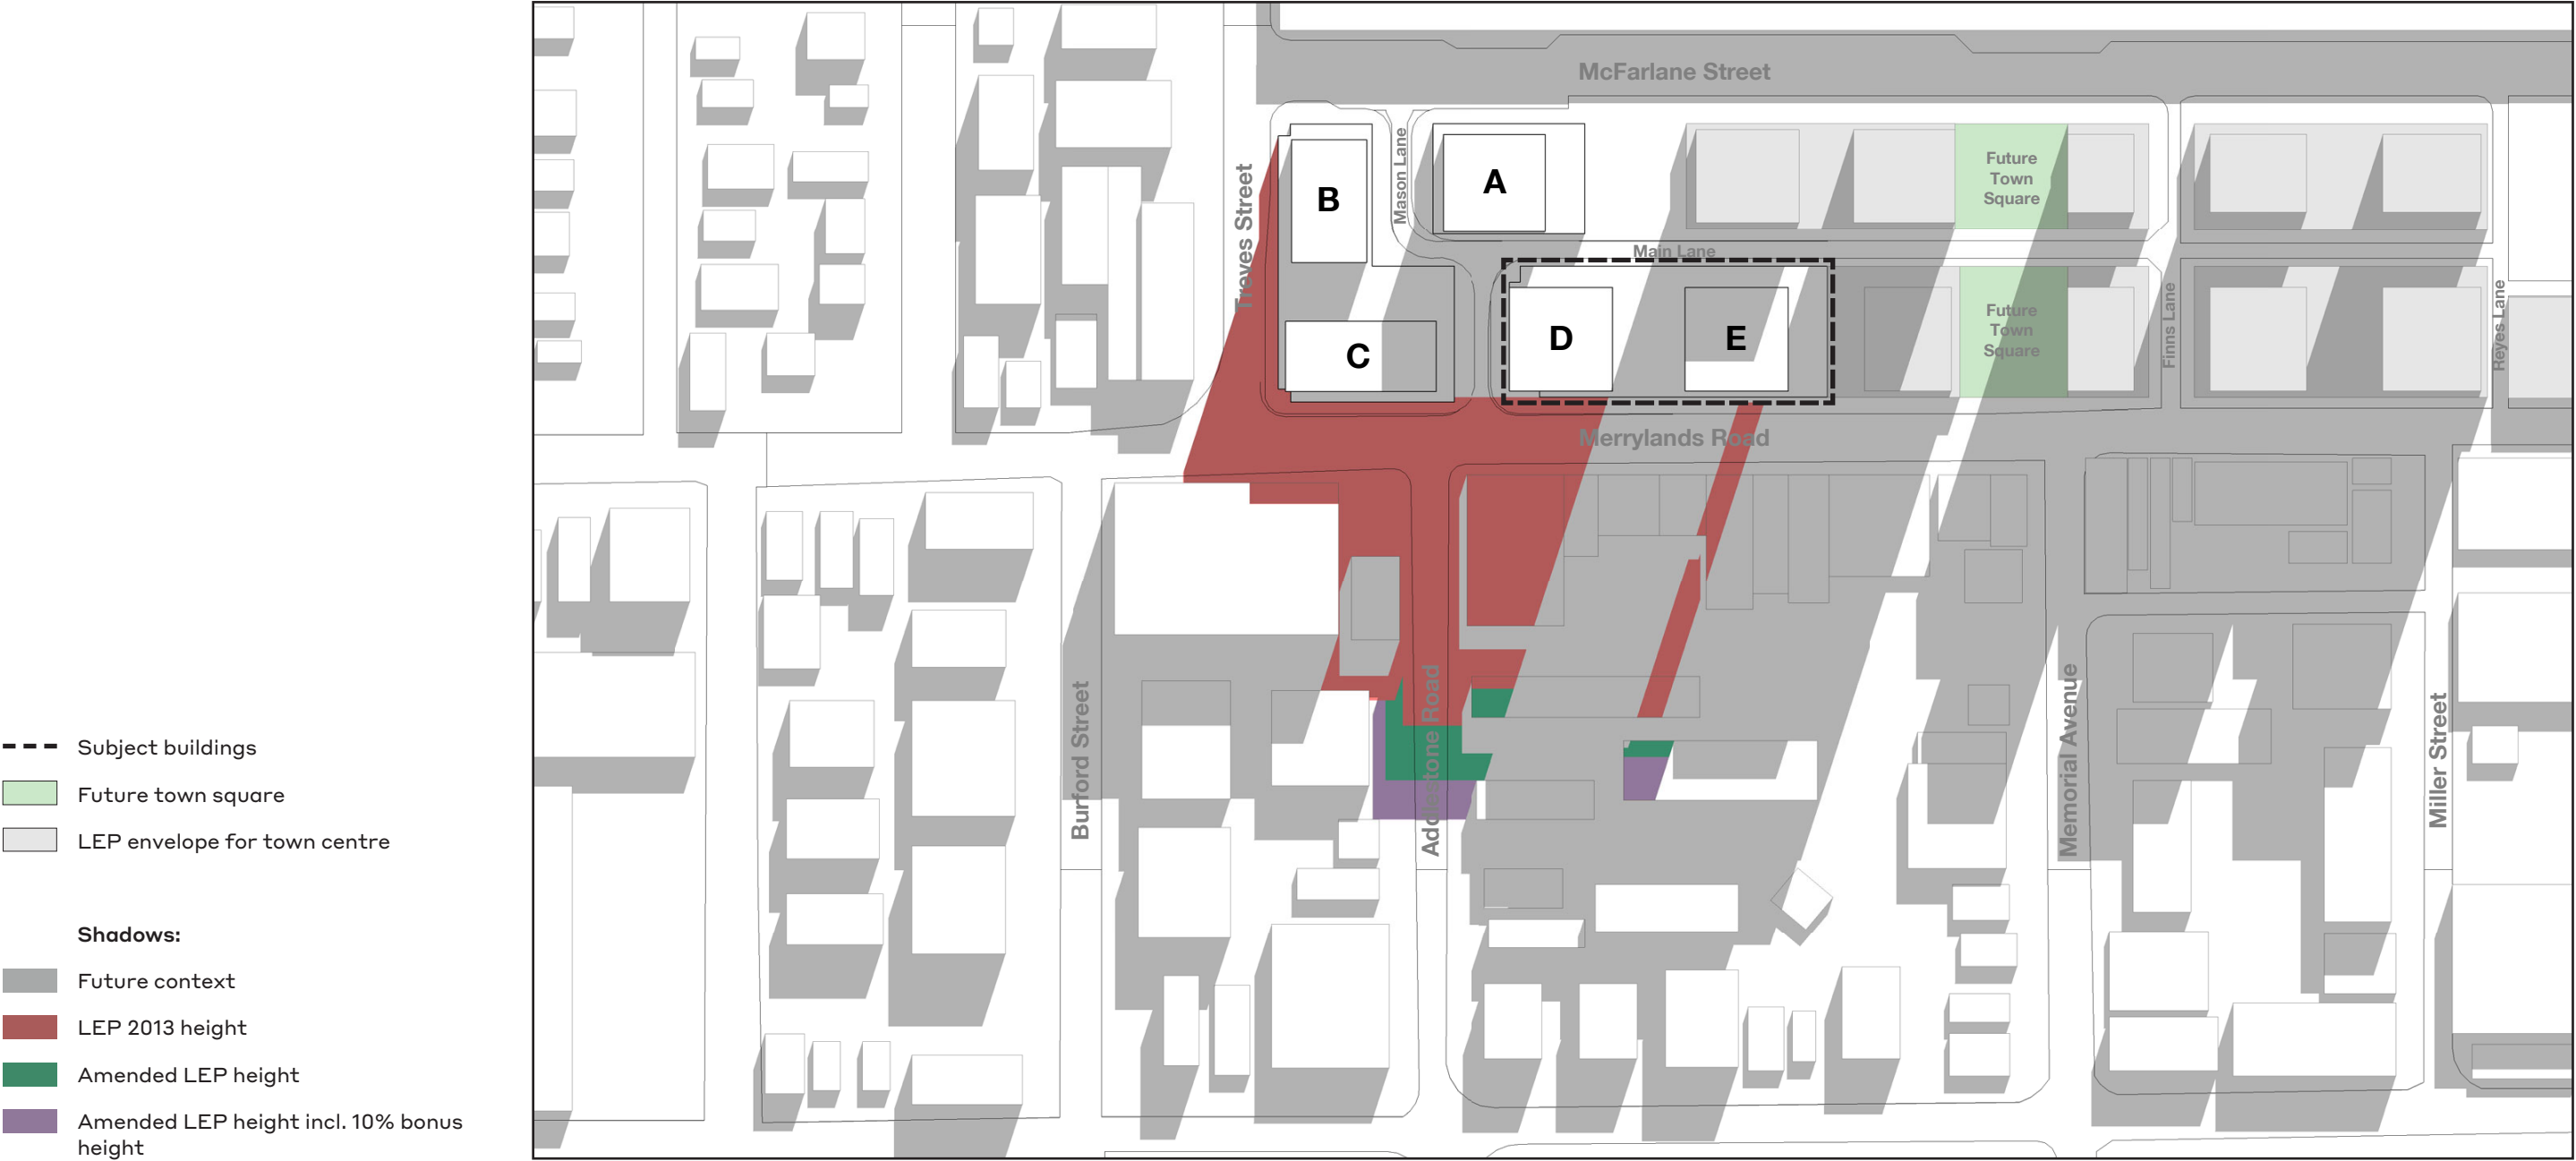 McFarlane Street
Treves Street
B
Mason Lane
A
Future
Town
Square
Main Lane
C
D
E
Future
Town
Square
Finns Lane
Reyes Lane
Merrylands Road
Burford Street
Addlestone Road
Memorial Avenue
Miller Street
Subject buildings
Future town square
LEP envelope for town centre
Shadows:
Future context
LEP 2013 height
Amended LEP height
Amended LEP height incl. 10% bonus
height